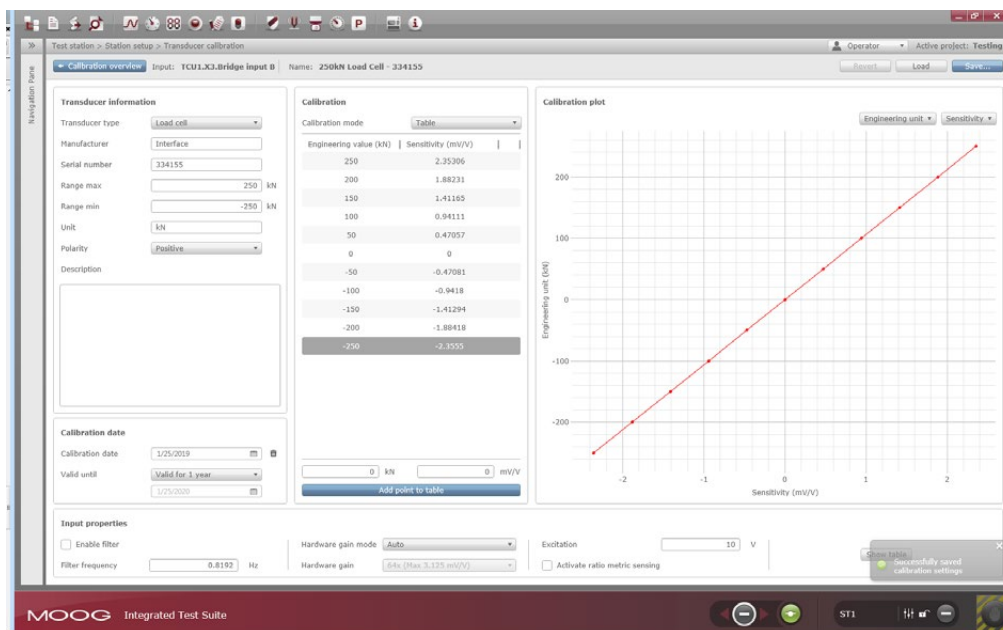 P
Test station > Station setup > Transducer calibration
Operator
Active project: Testing
Calibration overview
Input: TCU1.X3.Bridge input 8
Name: 250kN Load Cell - 334155
Revert
Load
Save...
Navigation Pane
Transducer information
Transducer type
Load cell
Manufacturer
Interface
Serial number
334155
Range max
250 kN
Range min
-250 kN
Unit
kN
Polarity
Positive
Description
Calibration date
Calibration date
1/25/2019
Valid until
Valid for 1 year
1/25/2020
Calibration
Calibration mode
Table
Engineering value (kN) | Sensitivity (mV/V) | |
250 2.35306
200 1.88231
150 1.41165
100 0.94111
50 0.47057
0 0
-50 -0.47081
-100 -0.9418
-150 -1.41294
-200 -1.88418
-250 -2.3555
0 kN 0 mV/V
Add point to table
Calibration plot
Engineering unit
Sensitivity
Engineering unit (kN)
200
100
0
-100
-200
-2 -1 0 1 2
Sensitivity (mV/V)
Input properties
Enable filter
Filter frequency
0.8192 Hz
Hardware gain mode
Auto
Hardware gain
64x (Max 3.125 mV/V)
Excitation
10 V
Activate ratio metric sensing
Show table
Successfully saved
calibration settings
MOOG Integrated Test Suite
ST1